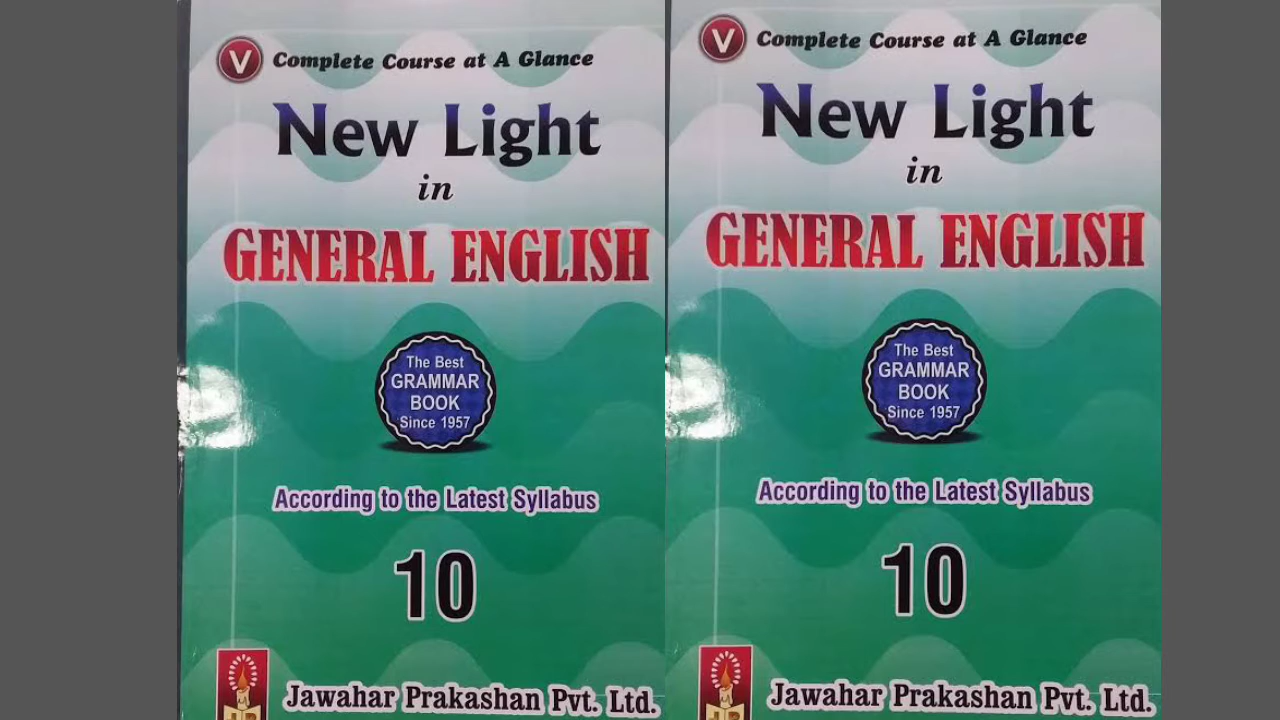 V Complete Course at A Glance
New Light
in
GENERAL ENGLISH
The Best
GRAMMAR
BOOK
Since 1957
According to the Latest Syllabus
10
Jawahar Prakashan Pvt. Ltd.
V Complete Course at A Glance
New Light
in
GENERAL ENGLISH
The Best
GRAMMAR
BOOK
Since 1957
According to the Latest Syllabus
10
Jawahar Prakashan Pvt. Ltd.